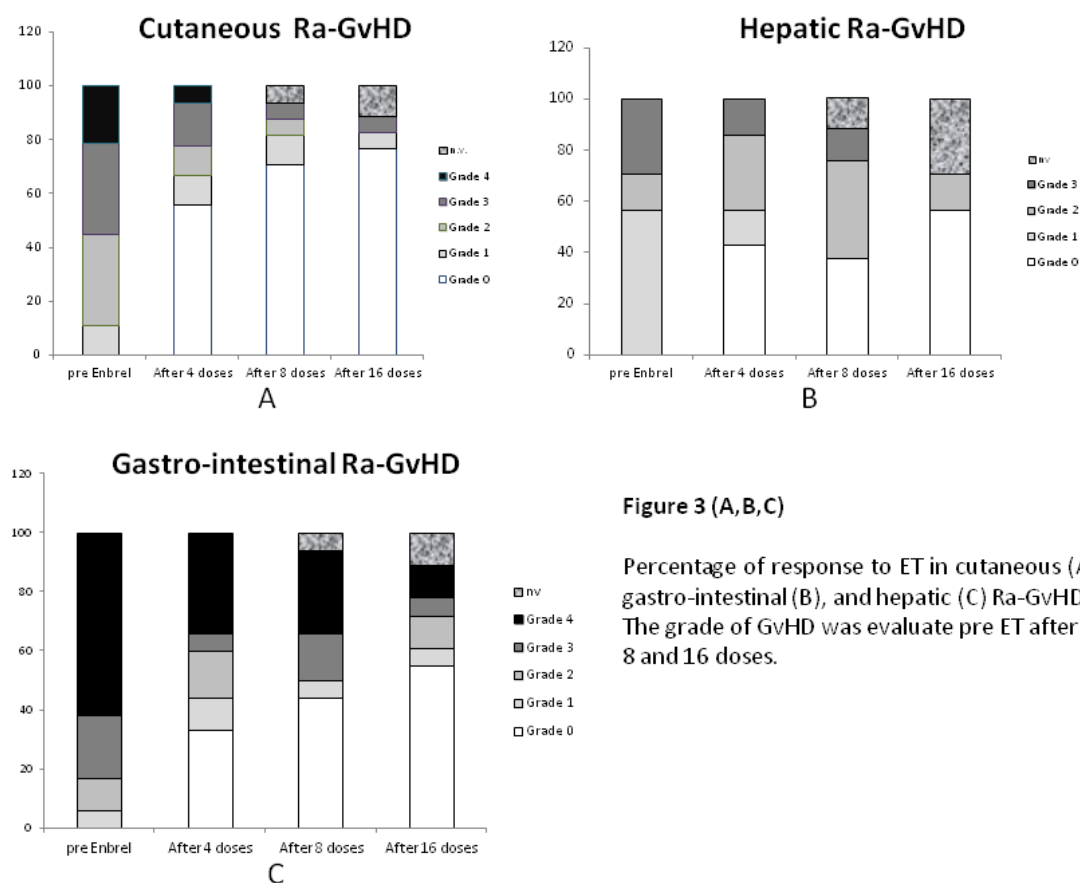 Cutaneous Ra-GvHD
120
100
80
60
40
20
0
pre Enbrel
After 4 doses
After 8 doses
After 16 doses
n.v.
Grade 4
Grade 3
Grade 2
Grade 1
Grade 0
A
Hepatic Ra-GvHD
120
100
80
60
40
20
0
pre Enbrel
After 4 doses
After 8 doses
After 16 doses
nv
Grade 3
Grade 2
Grade 1
Grade 0
B
Gastro-intestinal Ra-GvHD
120
100
80
60
40
20
0
pre Enbrel
After 4 doses
After 8 doses
After 16 doses
nv
Grade 4
Grade 3
Grade 2
Grade 1
Grade 0
C
Figure 3 (A,B,C)
Percentage of response to ET in cutaneous (
gastro-intestinal (B), and hepatic (C) Ra-GvHD
The grade of GvHD was evaluate pre ET after
8 and 16 doses.